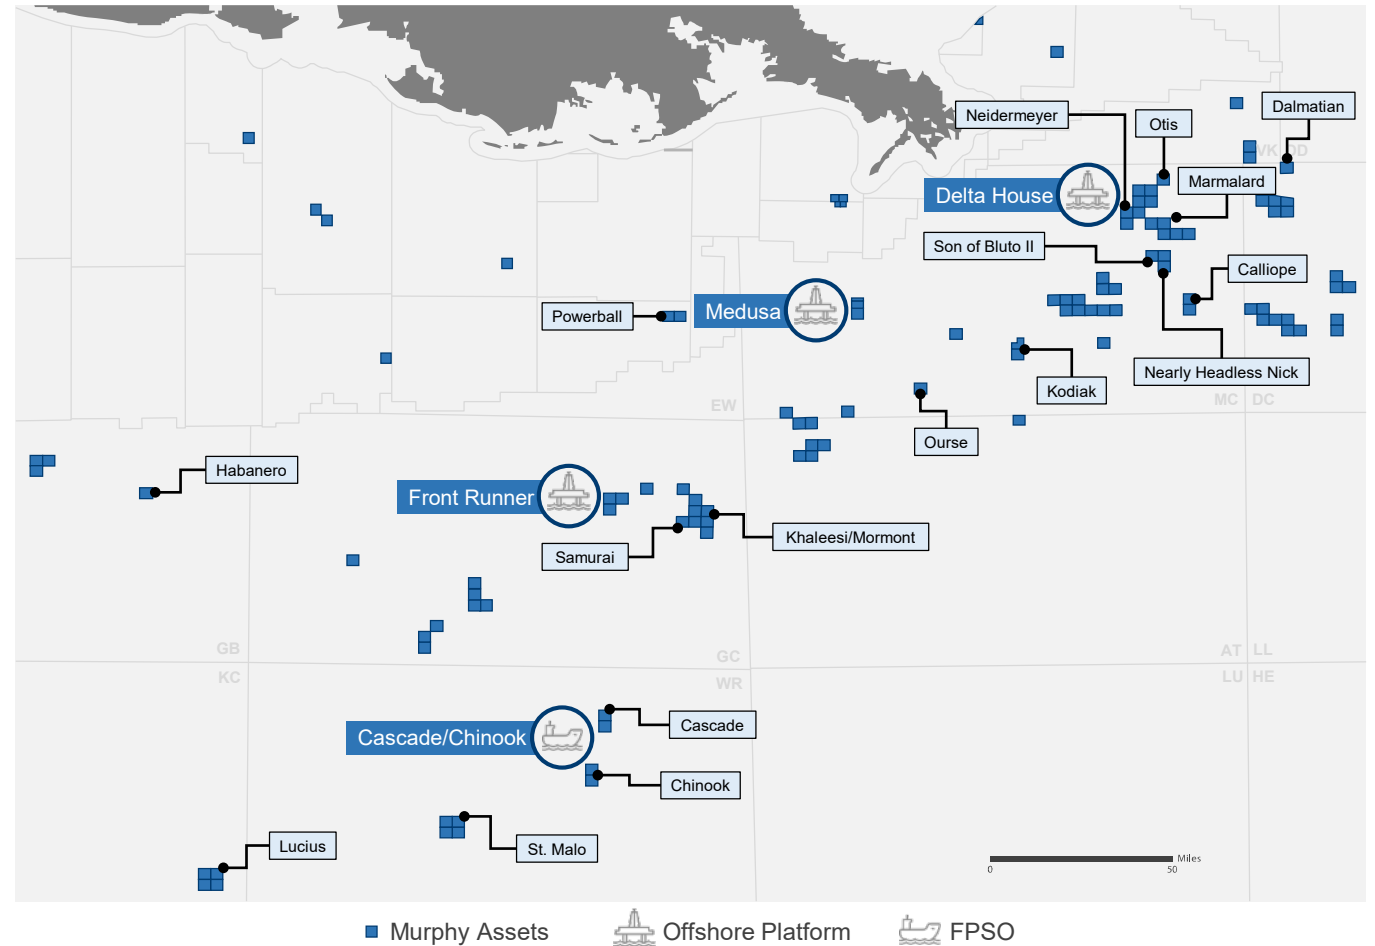 Dalmatian
Neidermeyer
Otis
VK DD
Marmalard
Delta House
Son of Bluto II
Calliope
Powerball
Medusa
Nearly Headless Nick
Kodiak
EW
MC DC
Ourse
Habanero
Front Runner
Khaleesi/Mormont
Samurai
GB
GC
AT LL
KC
WR
LU HE
Cascade
Cascade/Chinook
Chinook
Lucius
St. Malo
Miles
0 50
Murphy Assets Offshore Platform FPSO